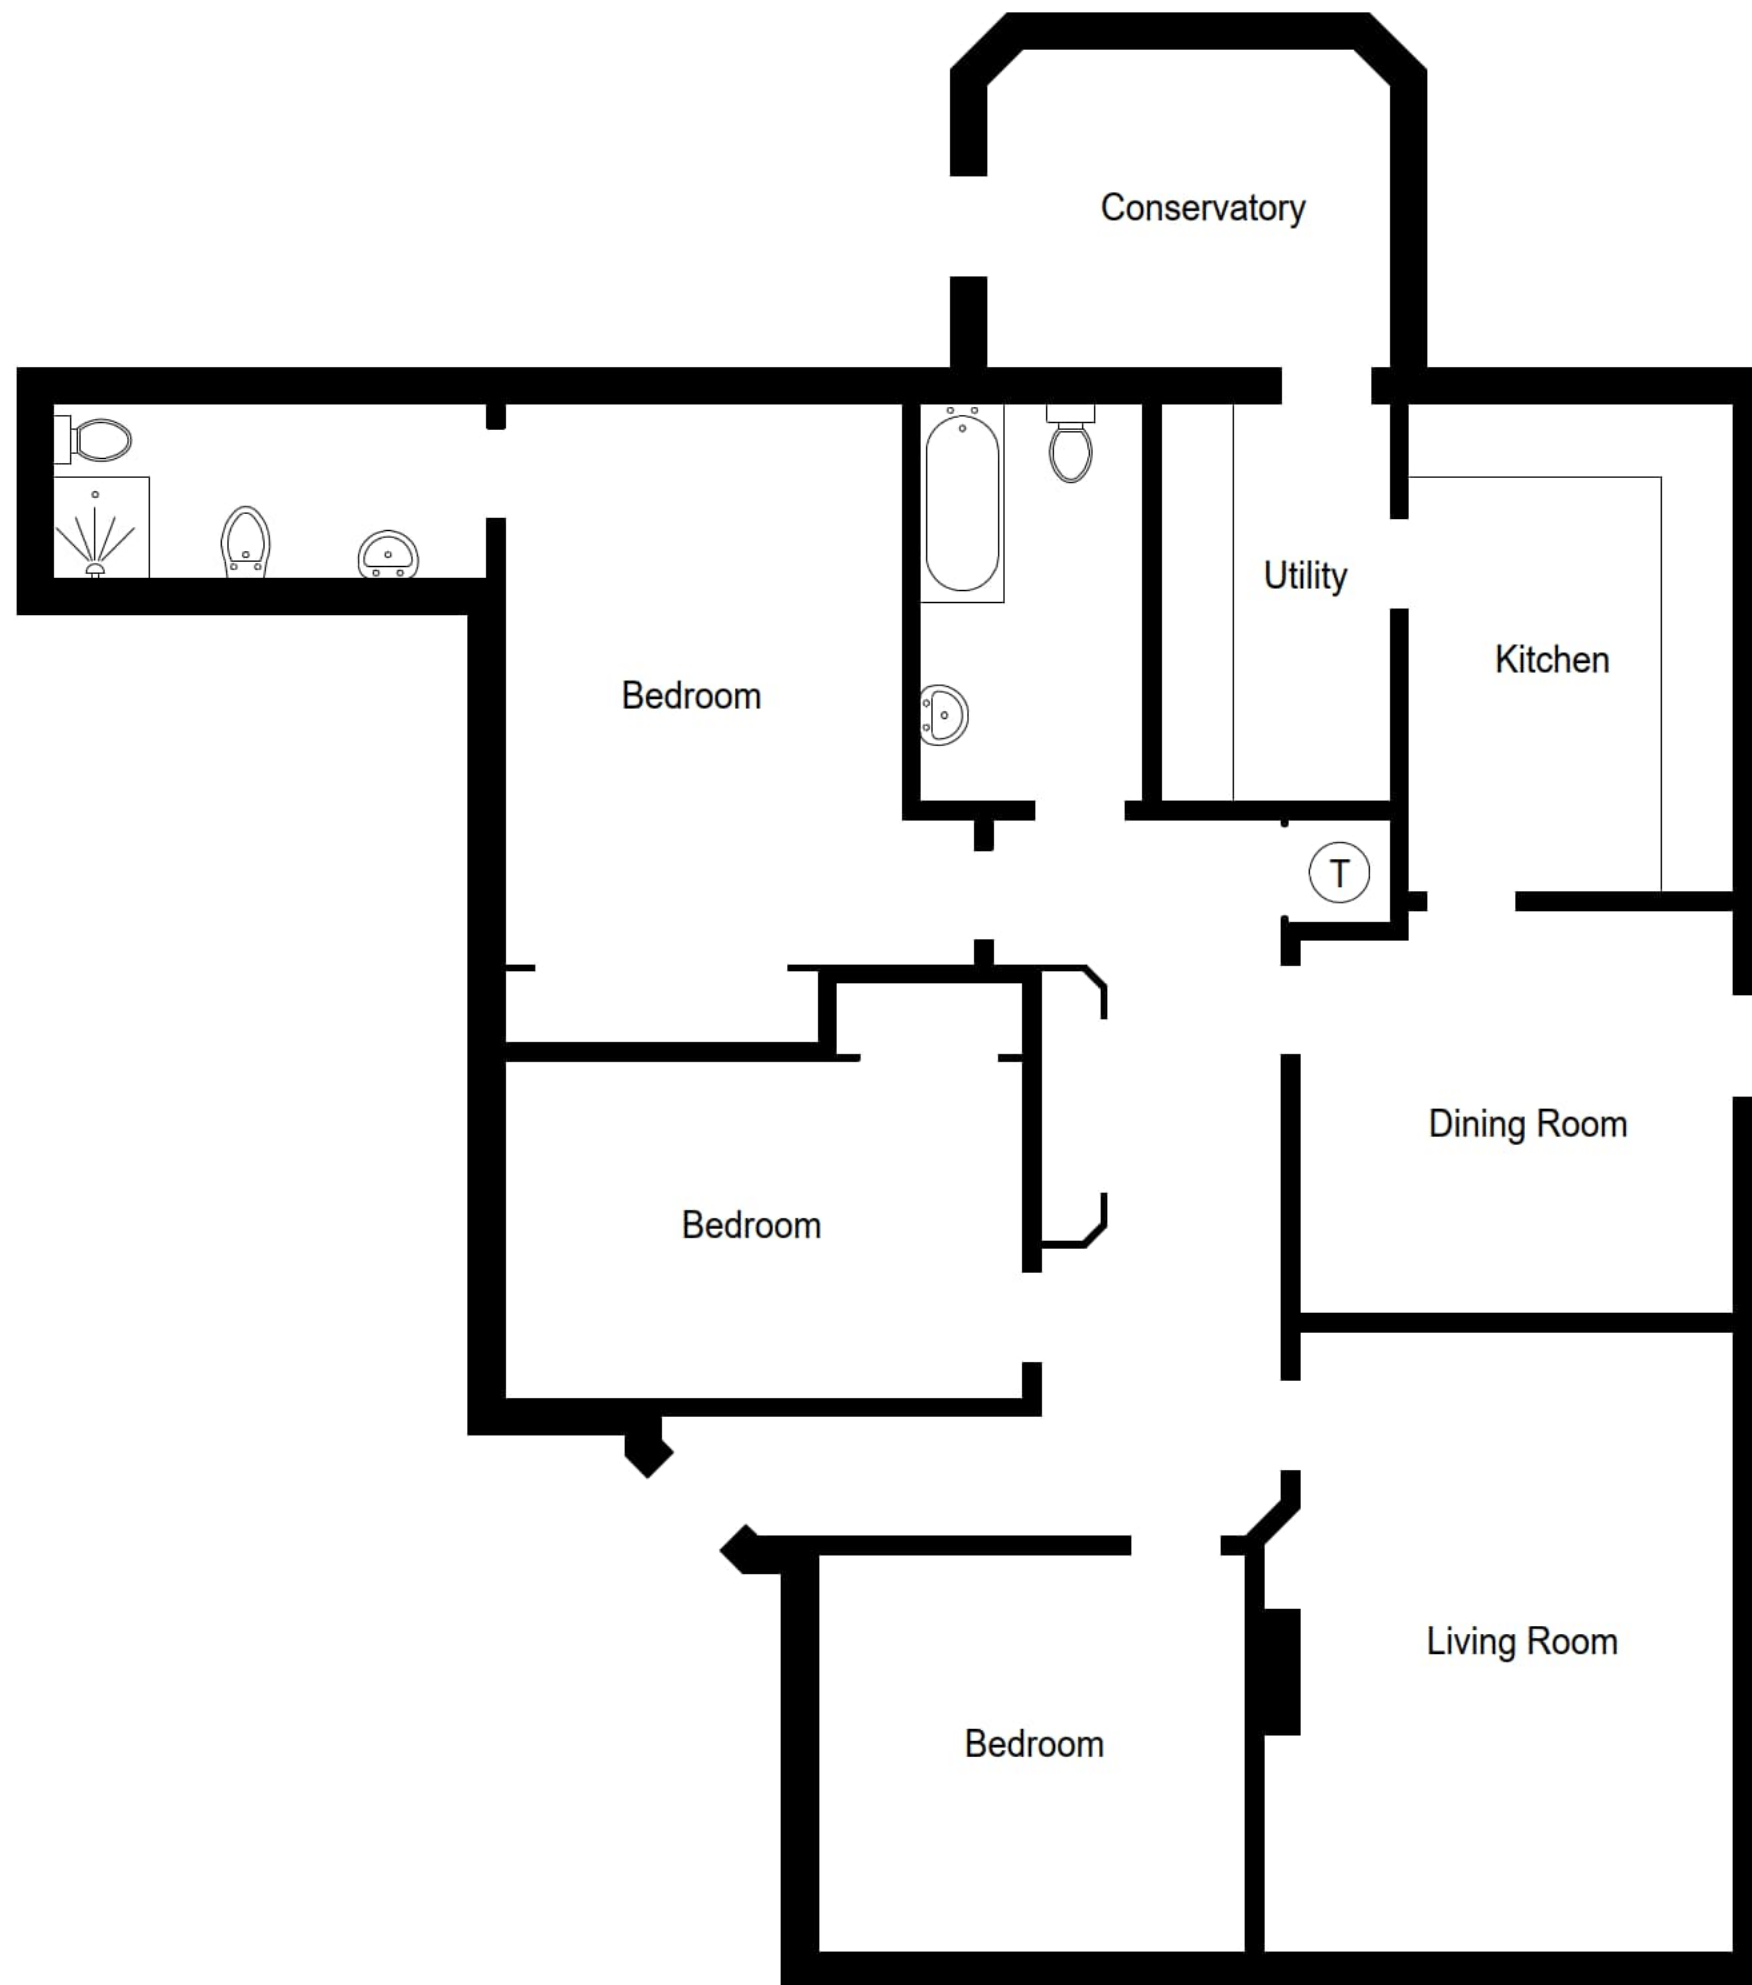 Conservatory
Utility
Kitchen
Bedroom
T
Dining Room
Bedroom
Living Room
Bedroom